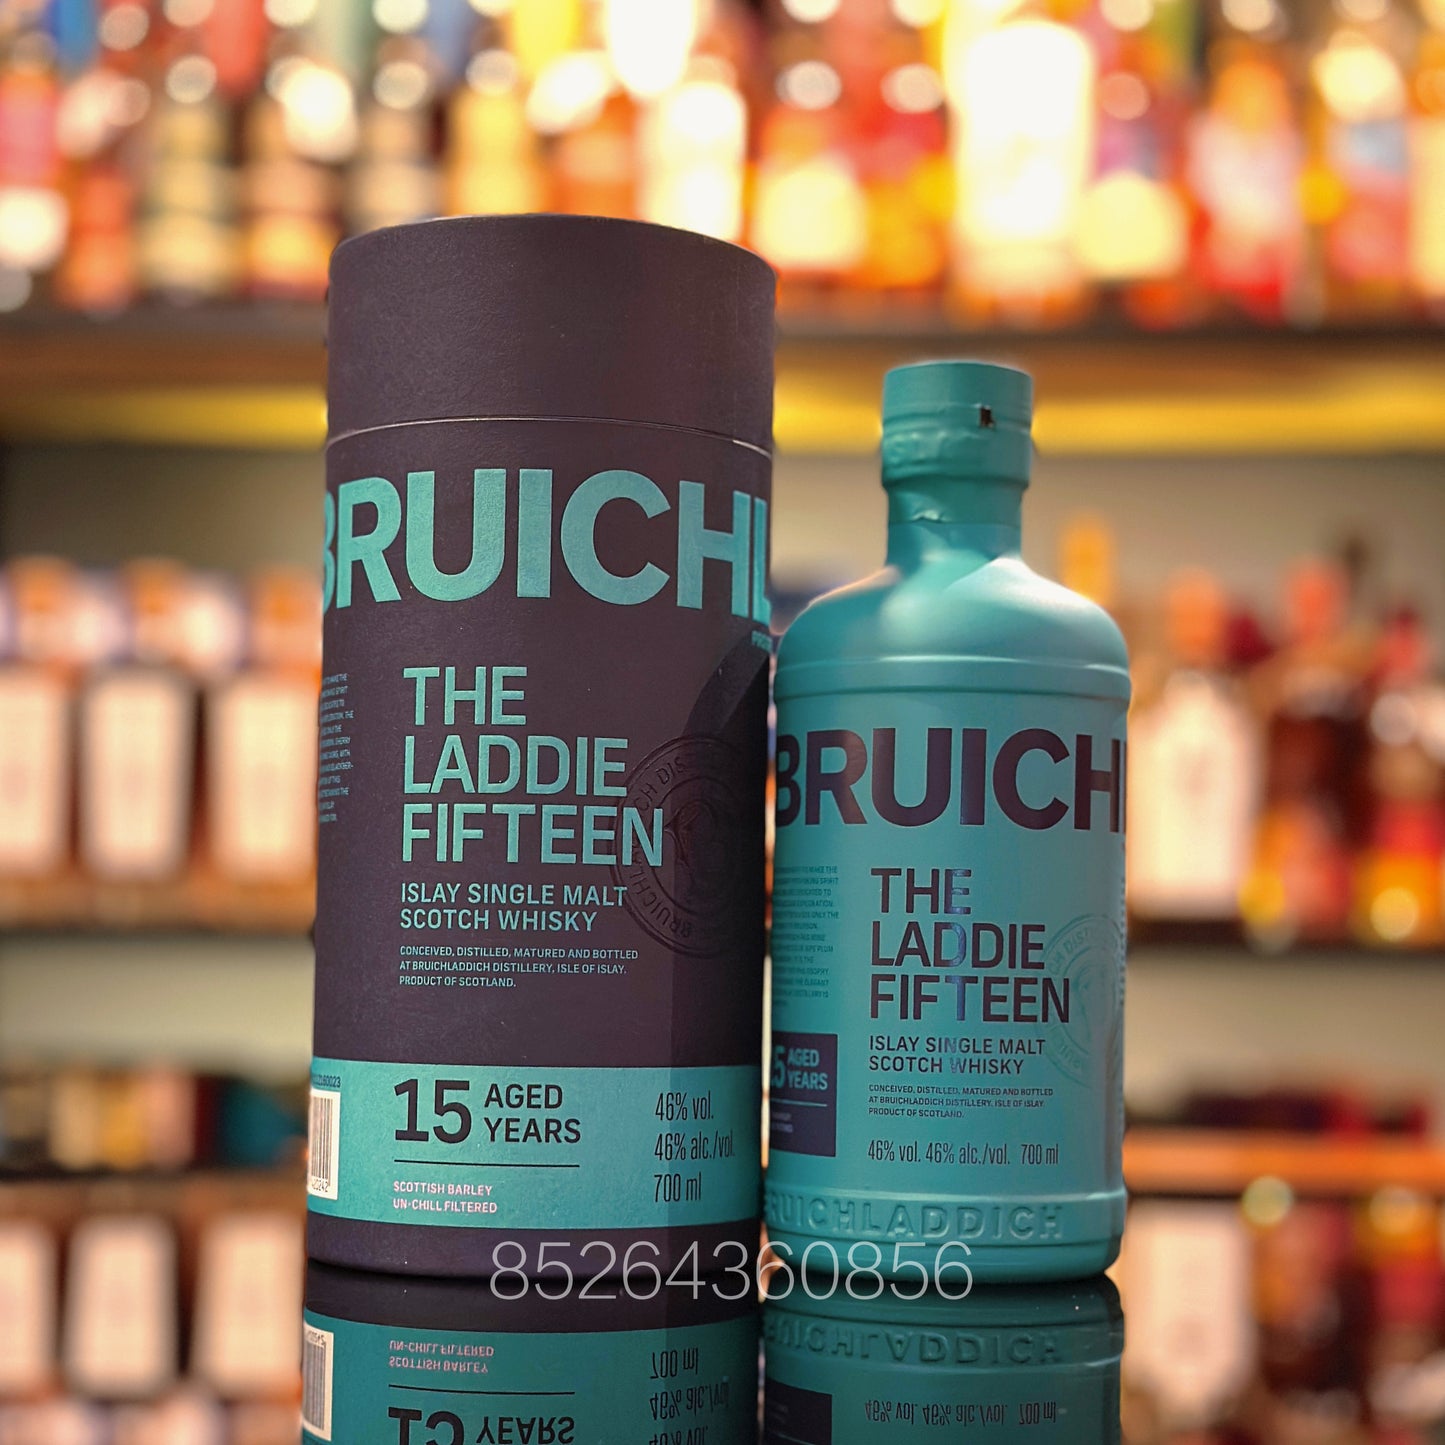 BRUICHL
THE
LADDIE
FIFTEEN
ISLAY SINGLE MALT
SCOTCH WHISKY
CONCEIVED, DISTILLED, MATURED AND BOTTLED
AT BRUICHLADDICH DISTILLERY, ISLE OF ISLAY.
PRODUCT OF SCOTLAND.
15 AGED
YEARS
46% vol.
46% alc./vol.
700 ml
SCOTTISH BARLEY
UN-CHILL FILTERED
BRUICH
THE
LADDIE
FIFTEEN
ISLAY SINGLE MALT
SCOTCH WHISKY
CONCEIVED, DISTILLED, MATURED AND BOTTLED
AT BRUICHLADDICH DISTILLERY, ISLE OF ISLAY.
PRODUCT OF SCOTLAND.
15 AGED
YEARS
46% vol. 46% alc./vol. 700 ml
RUICHLADDICH
85264360856